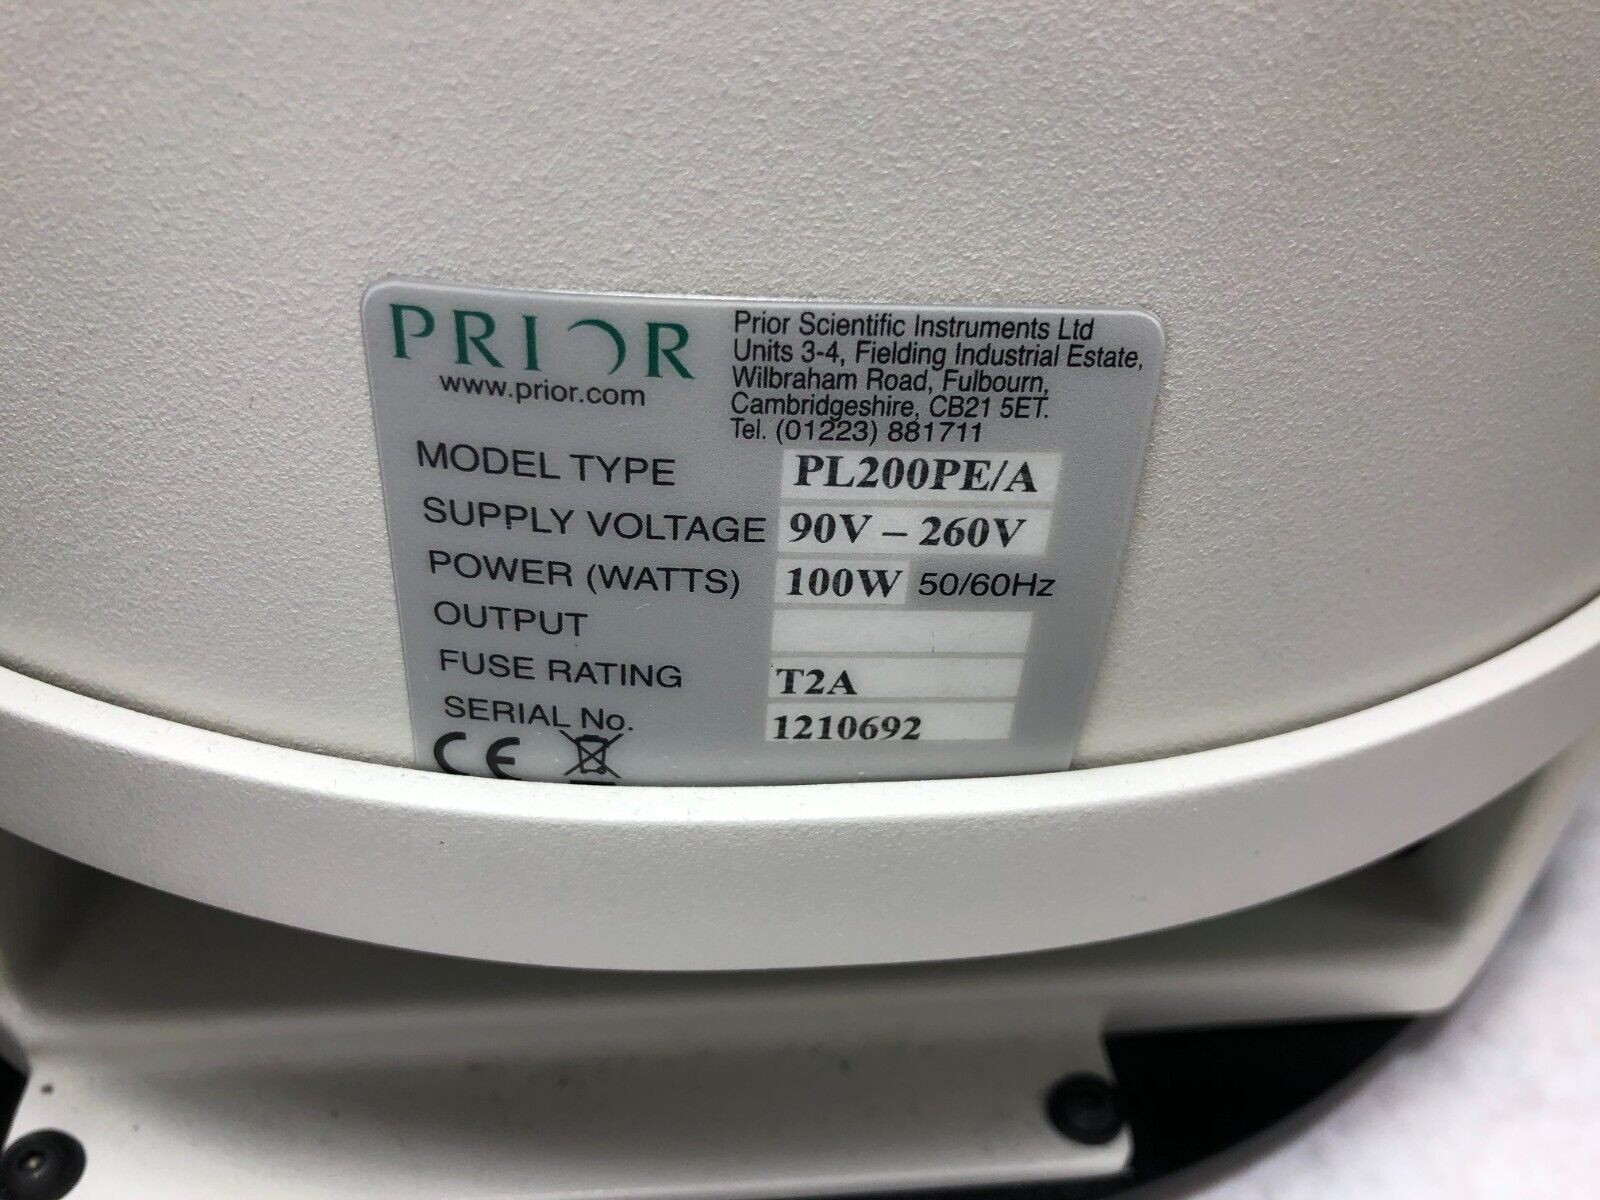 PRIOR
www.prior.com
Prior Scientific Instruments Ltd
Units 3-4, Fielding Industrial Estate,
Wilbraham Road, Fulbourn,
Cambridgeshire, CB21 5ET.
Tel. (01223) 881711
MODEL TYPE PL200PE/A
SUPPLY VOLTAGE 90V – 260V
POWER (WATTS) 100W 50/60Hz
OUTPUT
FUSE RATING T2A
SERIAL No. 1210692
CE